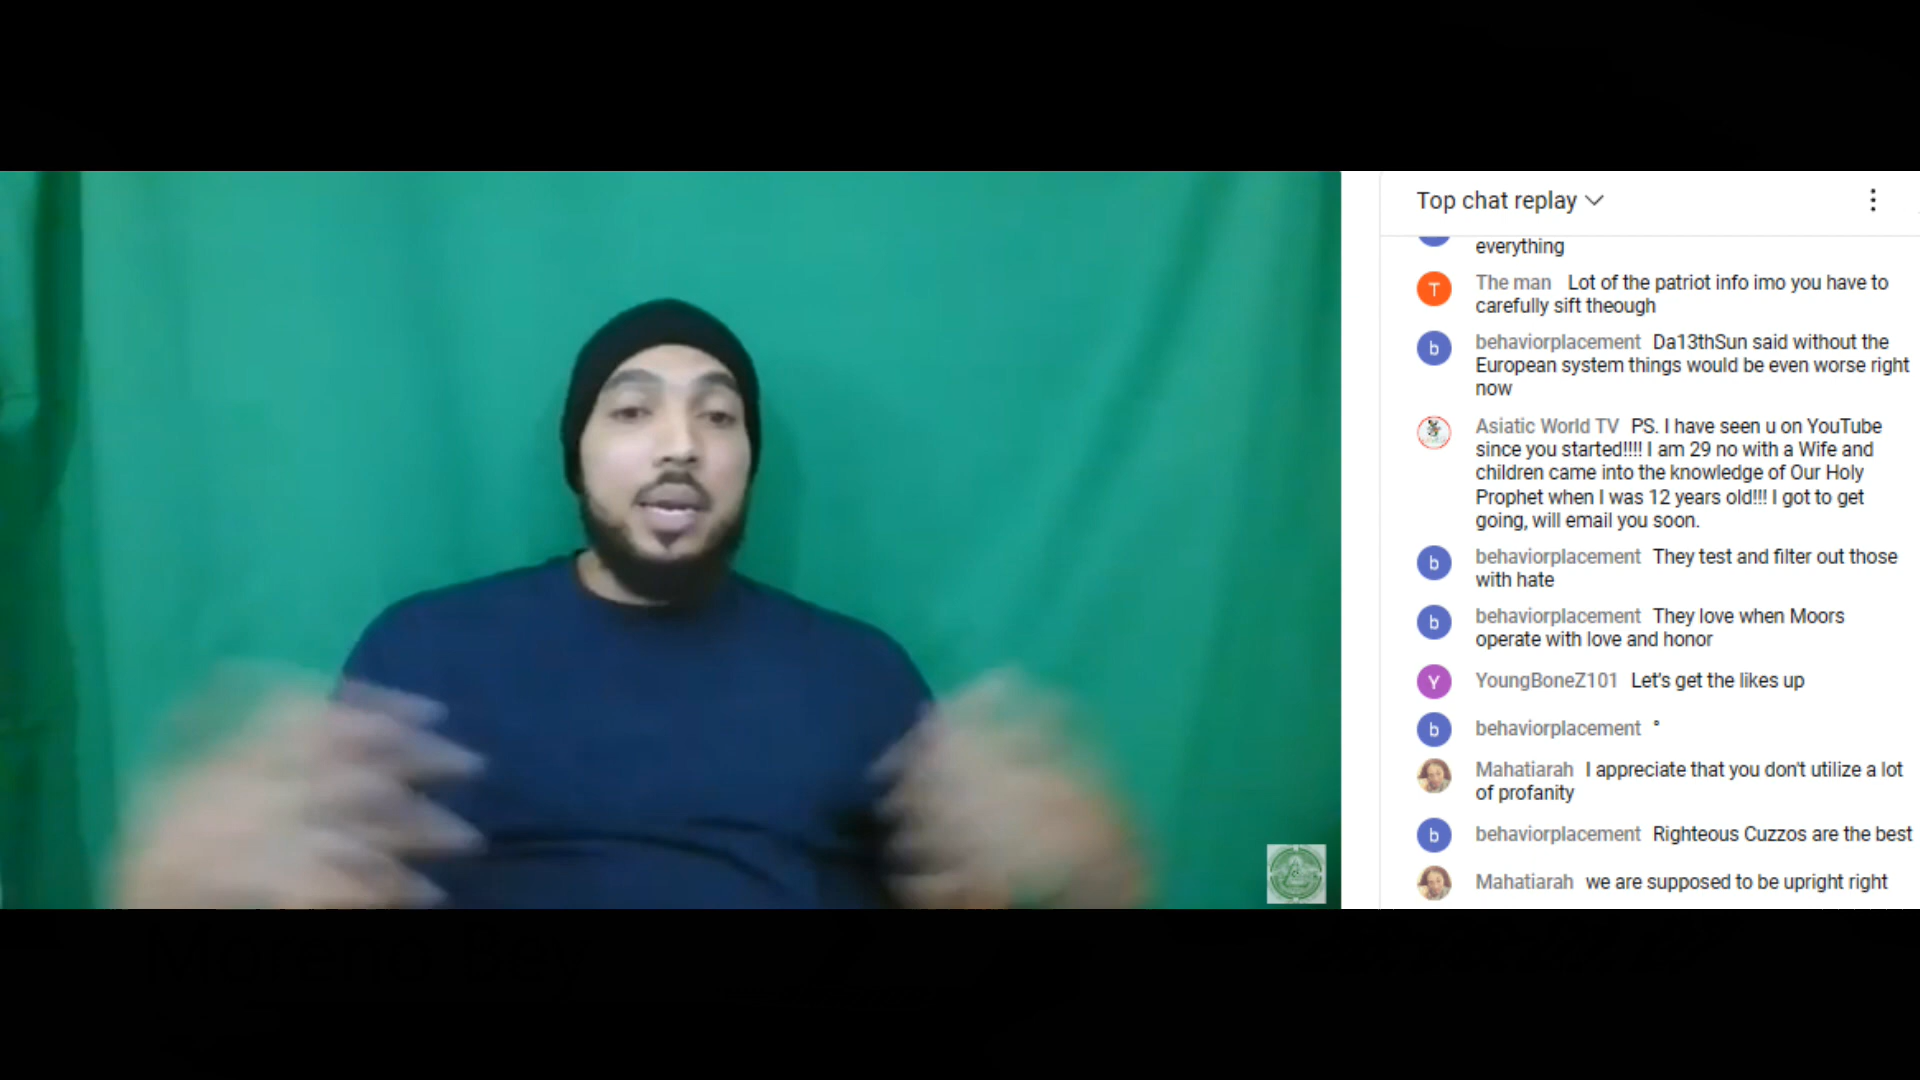 Top chat replay
everything
The man Lot of the patriot info imo you have to
carefully sift theough
behaviorplacement Da13thSun said without the
European system things would be even worse right
now
Asiatic World TV PS. I have seen u on YouTube
since you started!!!! I am 29 no with a Wife and
children came into the knowledge of Our Holy
Prophet when I was 12 years old!!! I got to get
going, will email you soon.
behaviorplacement They test and filter out those
with hate
behaviorplacement They love when Moors
operate with love and honor
YoungBoneZ101 Let's get the likes up
behaviorplacement °
Mahatiarah I appreciate that you don't utilize a lot
of profanity
behaviorplacement Righteous Cuzzos are the best
Mahatiarah we are supposed to be upright right
T
b
b
b
Y
b
b